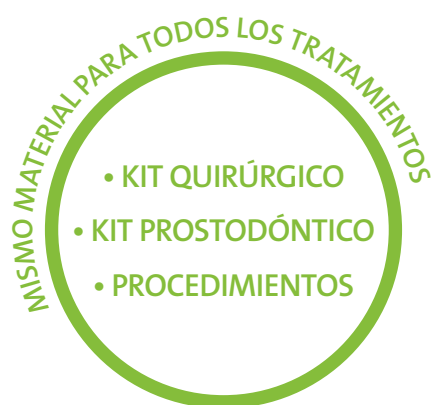 MISMO MATERIAL PARA TODOS LOS TRATAMIENTOS
• KIT QUIRÚRGICO
• KIT PROSTODÓNTICO
• PROCEDIMIENTOS